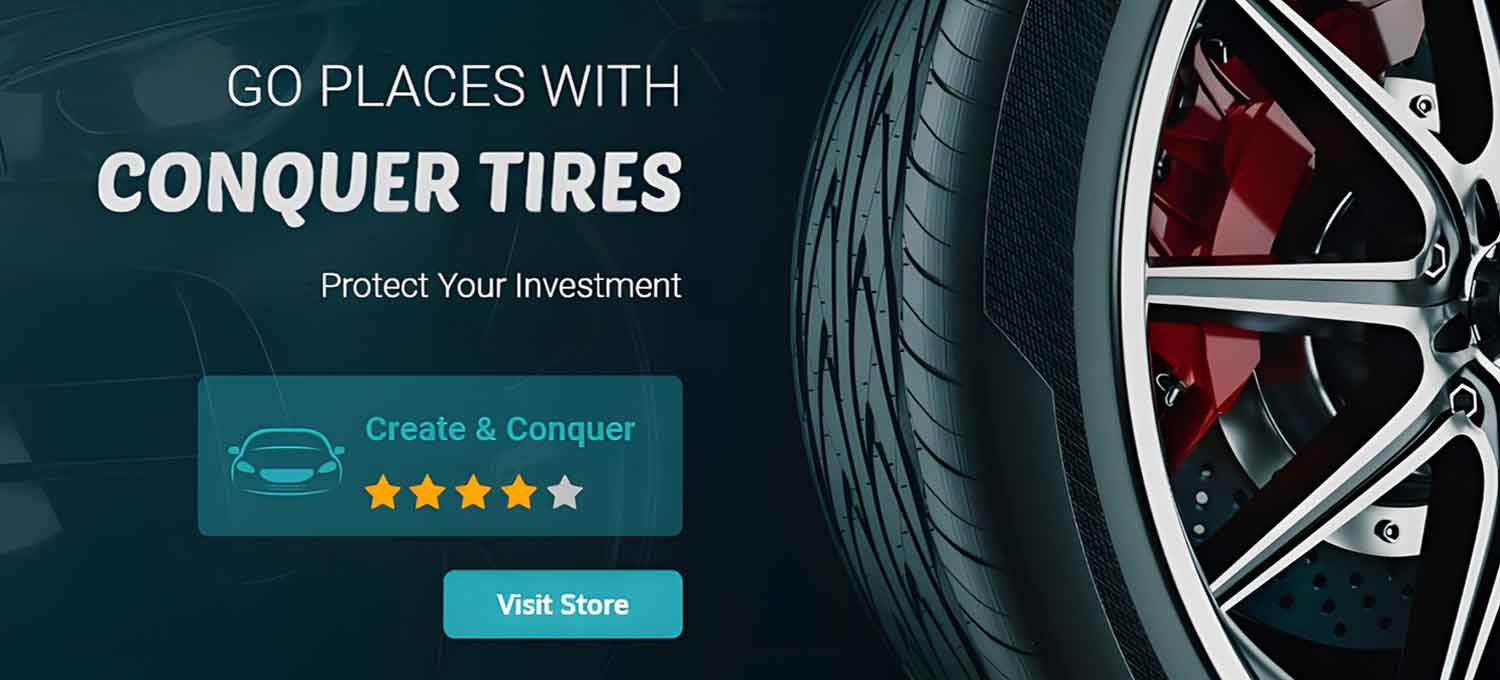 GO PLACES WITH
CONQUER TIRES
Protect Your Investment
Create & Conquer
Visit Store